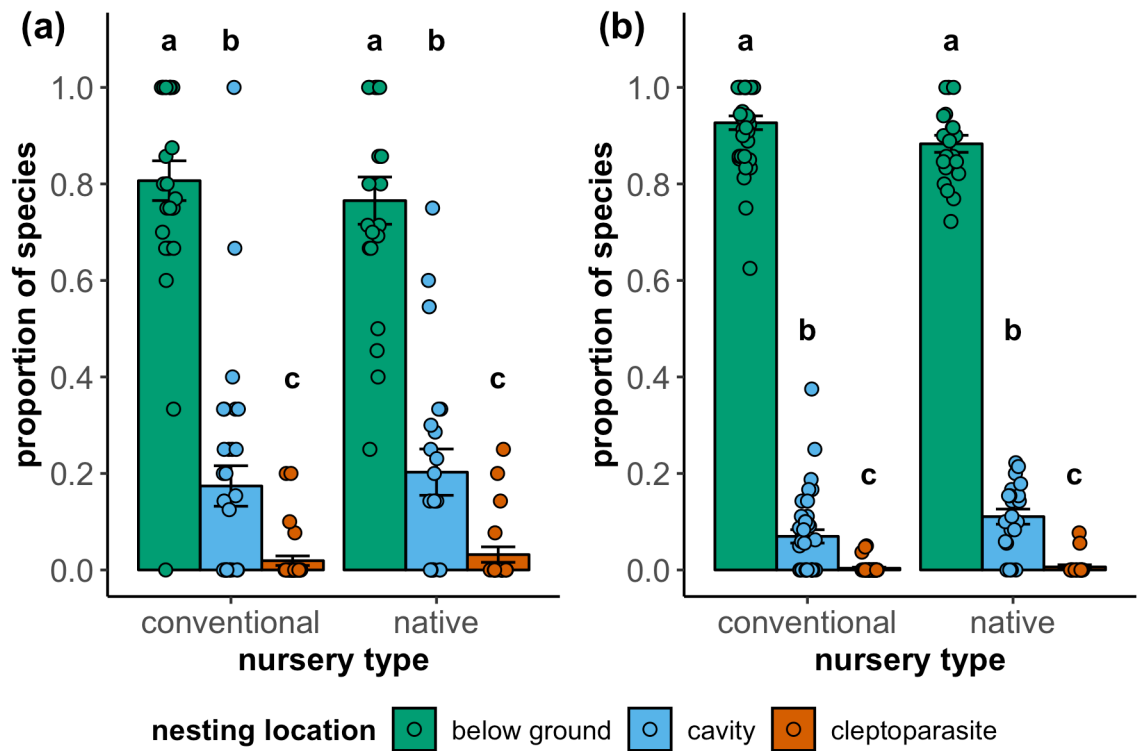 (a)
a b a b
c c
1.0
0.8
0.6
0.4
0.2
0.0
proportion of species
conventional native
nursery type
(b)
a a
b b
c c
1.0
0.8
0.6
0.4
0.2
0.0
proportion of species
conventional native
nursery type
nesting location below ground cavity cleptoparasite